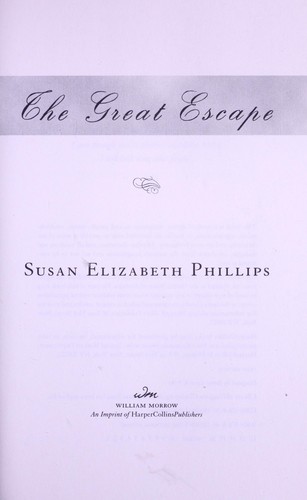 The Great Escape
SUSAN ELIZABETH PHILLIPS
wm
WILLIAM MORROW
An Imprint of HarperCollinsPublishers